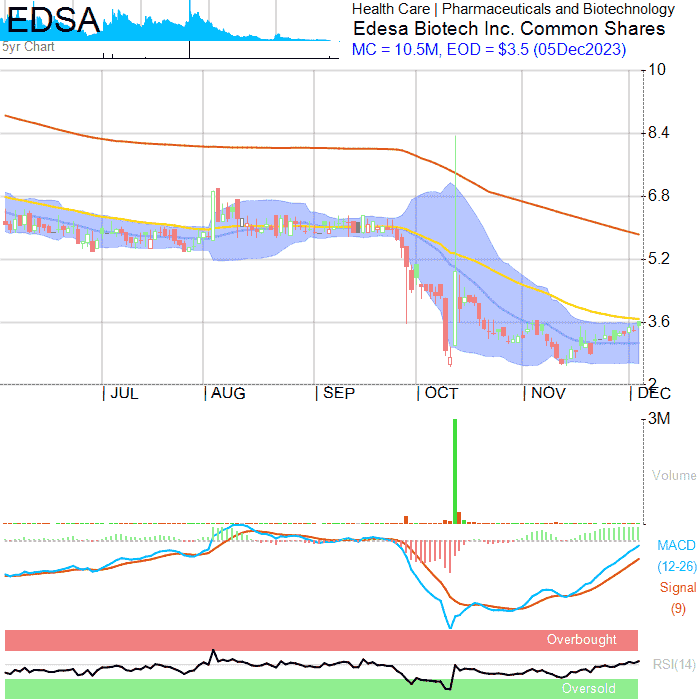 EDSA
5yr Chart
Health Care | Pharmaceuticals and Biotechnology
Edesa Biotech Inc. Common Shares
MC = 10.5M, EOD = $3.5 (05Dec2023)
10
8.4
6.8
5.2
3.6
2
JUL AUG SEP OCT NOV DEC
3M
Volume
MACD
(12-26)
Signal
(9)
Overbought
RSI(14)
Oversold